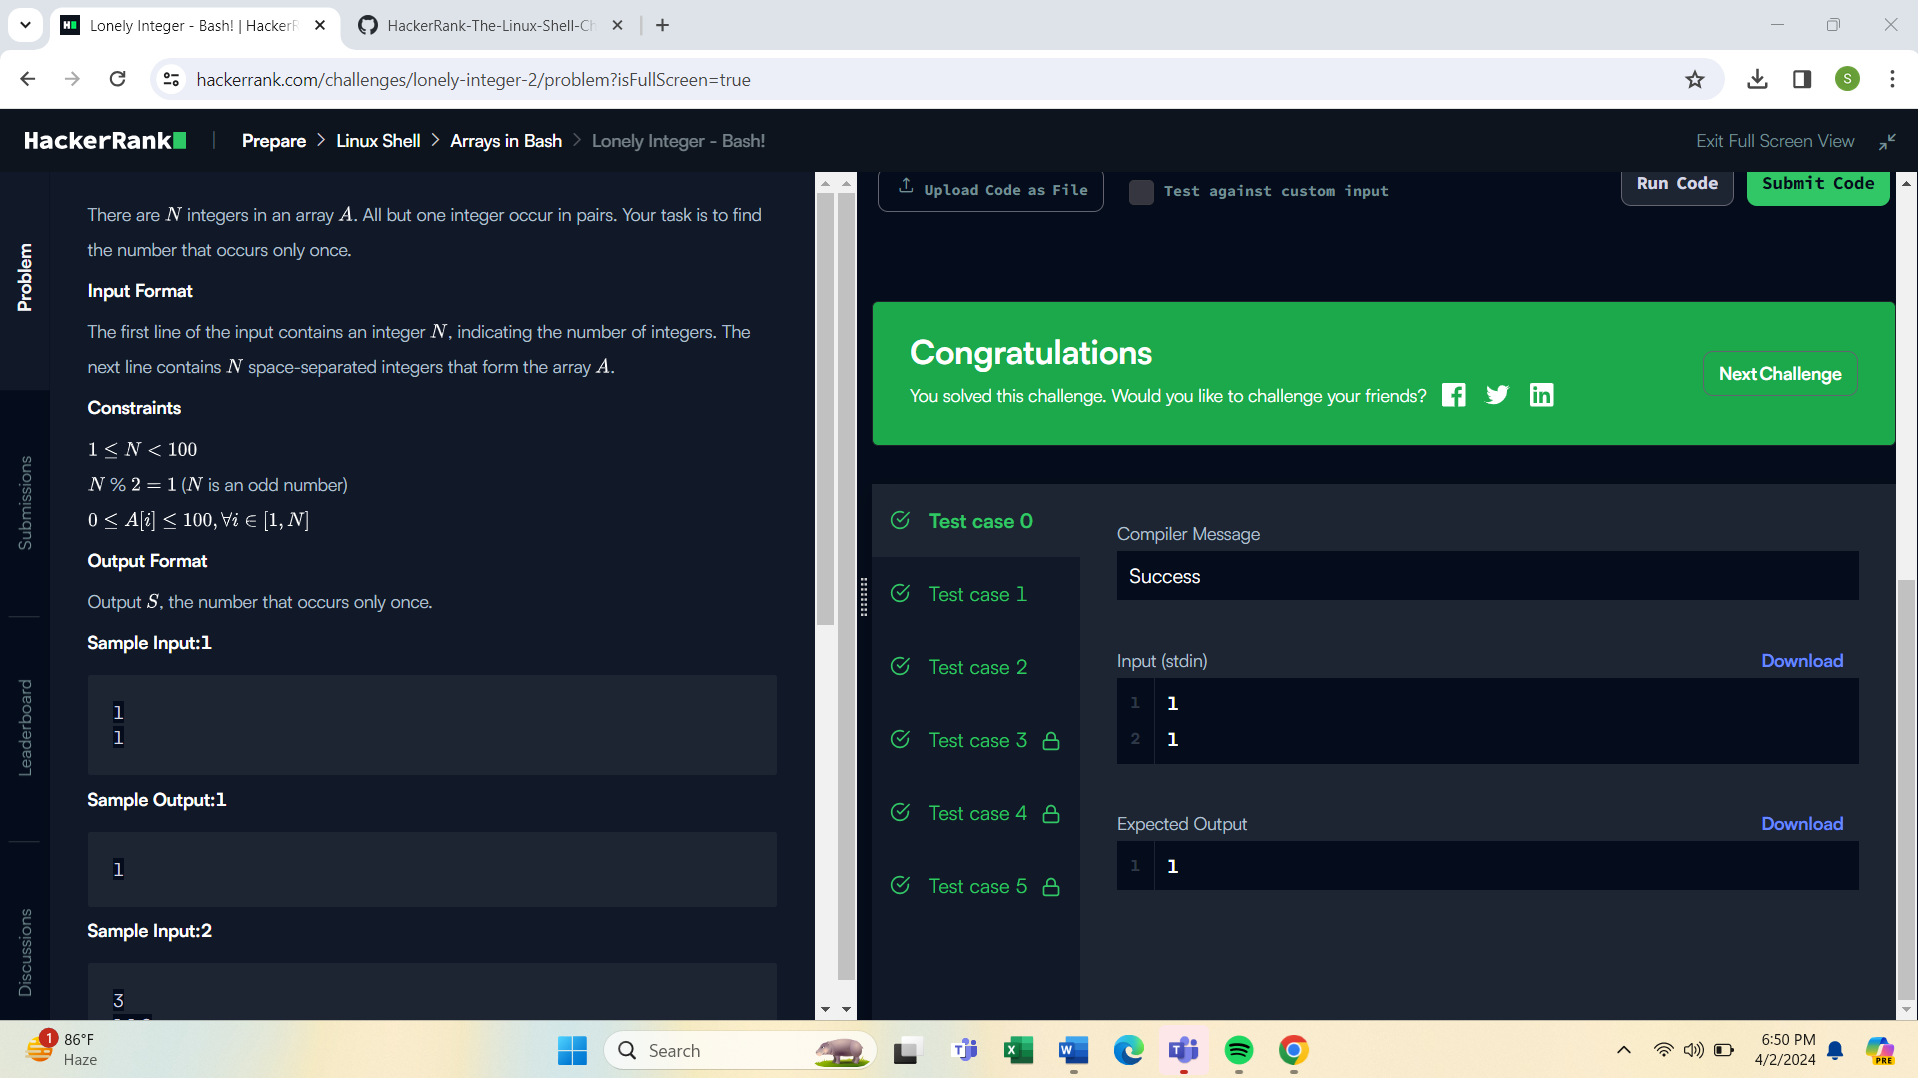 Lonely Integer - Bash! | HackerR
HackerRank-The-Linux-Shell-Ch
hackerrank.com/challenges/lonely-integer-2/problem?isFullScreen=true
S
HackerRank
Prepare > Linux Shell > Arrays in Bash > Lonely Integer - Bash!
Exit Full Screen View
Problem
Submissions
Leaderboard
Discussions
There are N integers in an array A. All but one integer occur in pairs. Your task is to find
the number that occurs only once.
Input Format
The first line of the input contains an integer N, indicating the number of integers. The
next line contains N space-separated integers that form the array A.
Constraints
1 ≤ N < 100
N % 2 = 1 (N is an odd number)
0 ≤ A[i] ≤ 100, ∀i ∈ [1, N]
Output Format
Output S, the number that occurs only once.
Sample Input:1
1
1
Sample Output:1
1
Sample Input:2
3
Upload Code as File
Test against custom input
Run Code
Submit Code
Congratulations
You solved this challenge. Would you like to challenge your friends?
Next Challenge
Test case 0
Test case 1
Test case 2
Test case 3
Test case 4
Test case 5
Compiler Message
Success
Input (stdin)
Download
1 1
2 1
Expected Output
Download
1 1
1
86°F
Haze
Search
6:50 PM
4/2/2024
PRE